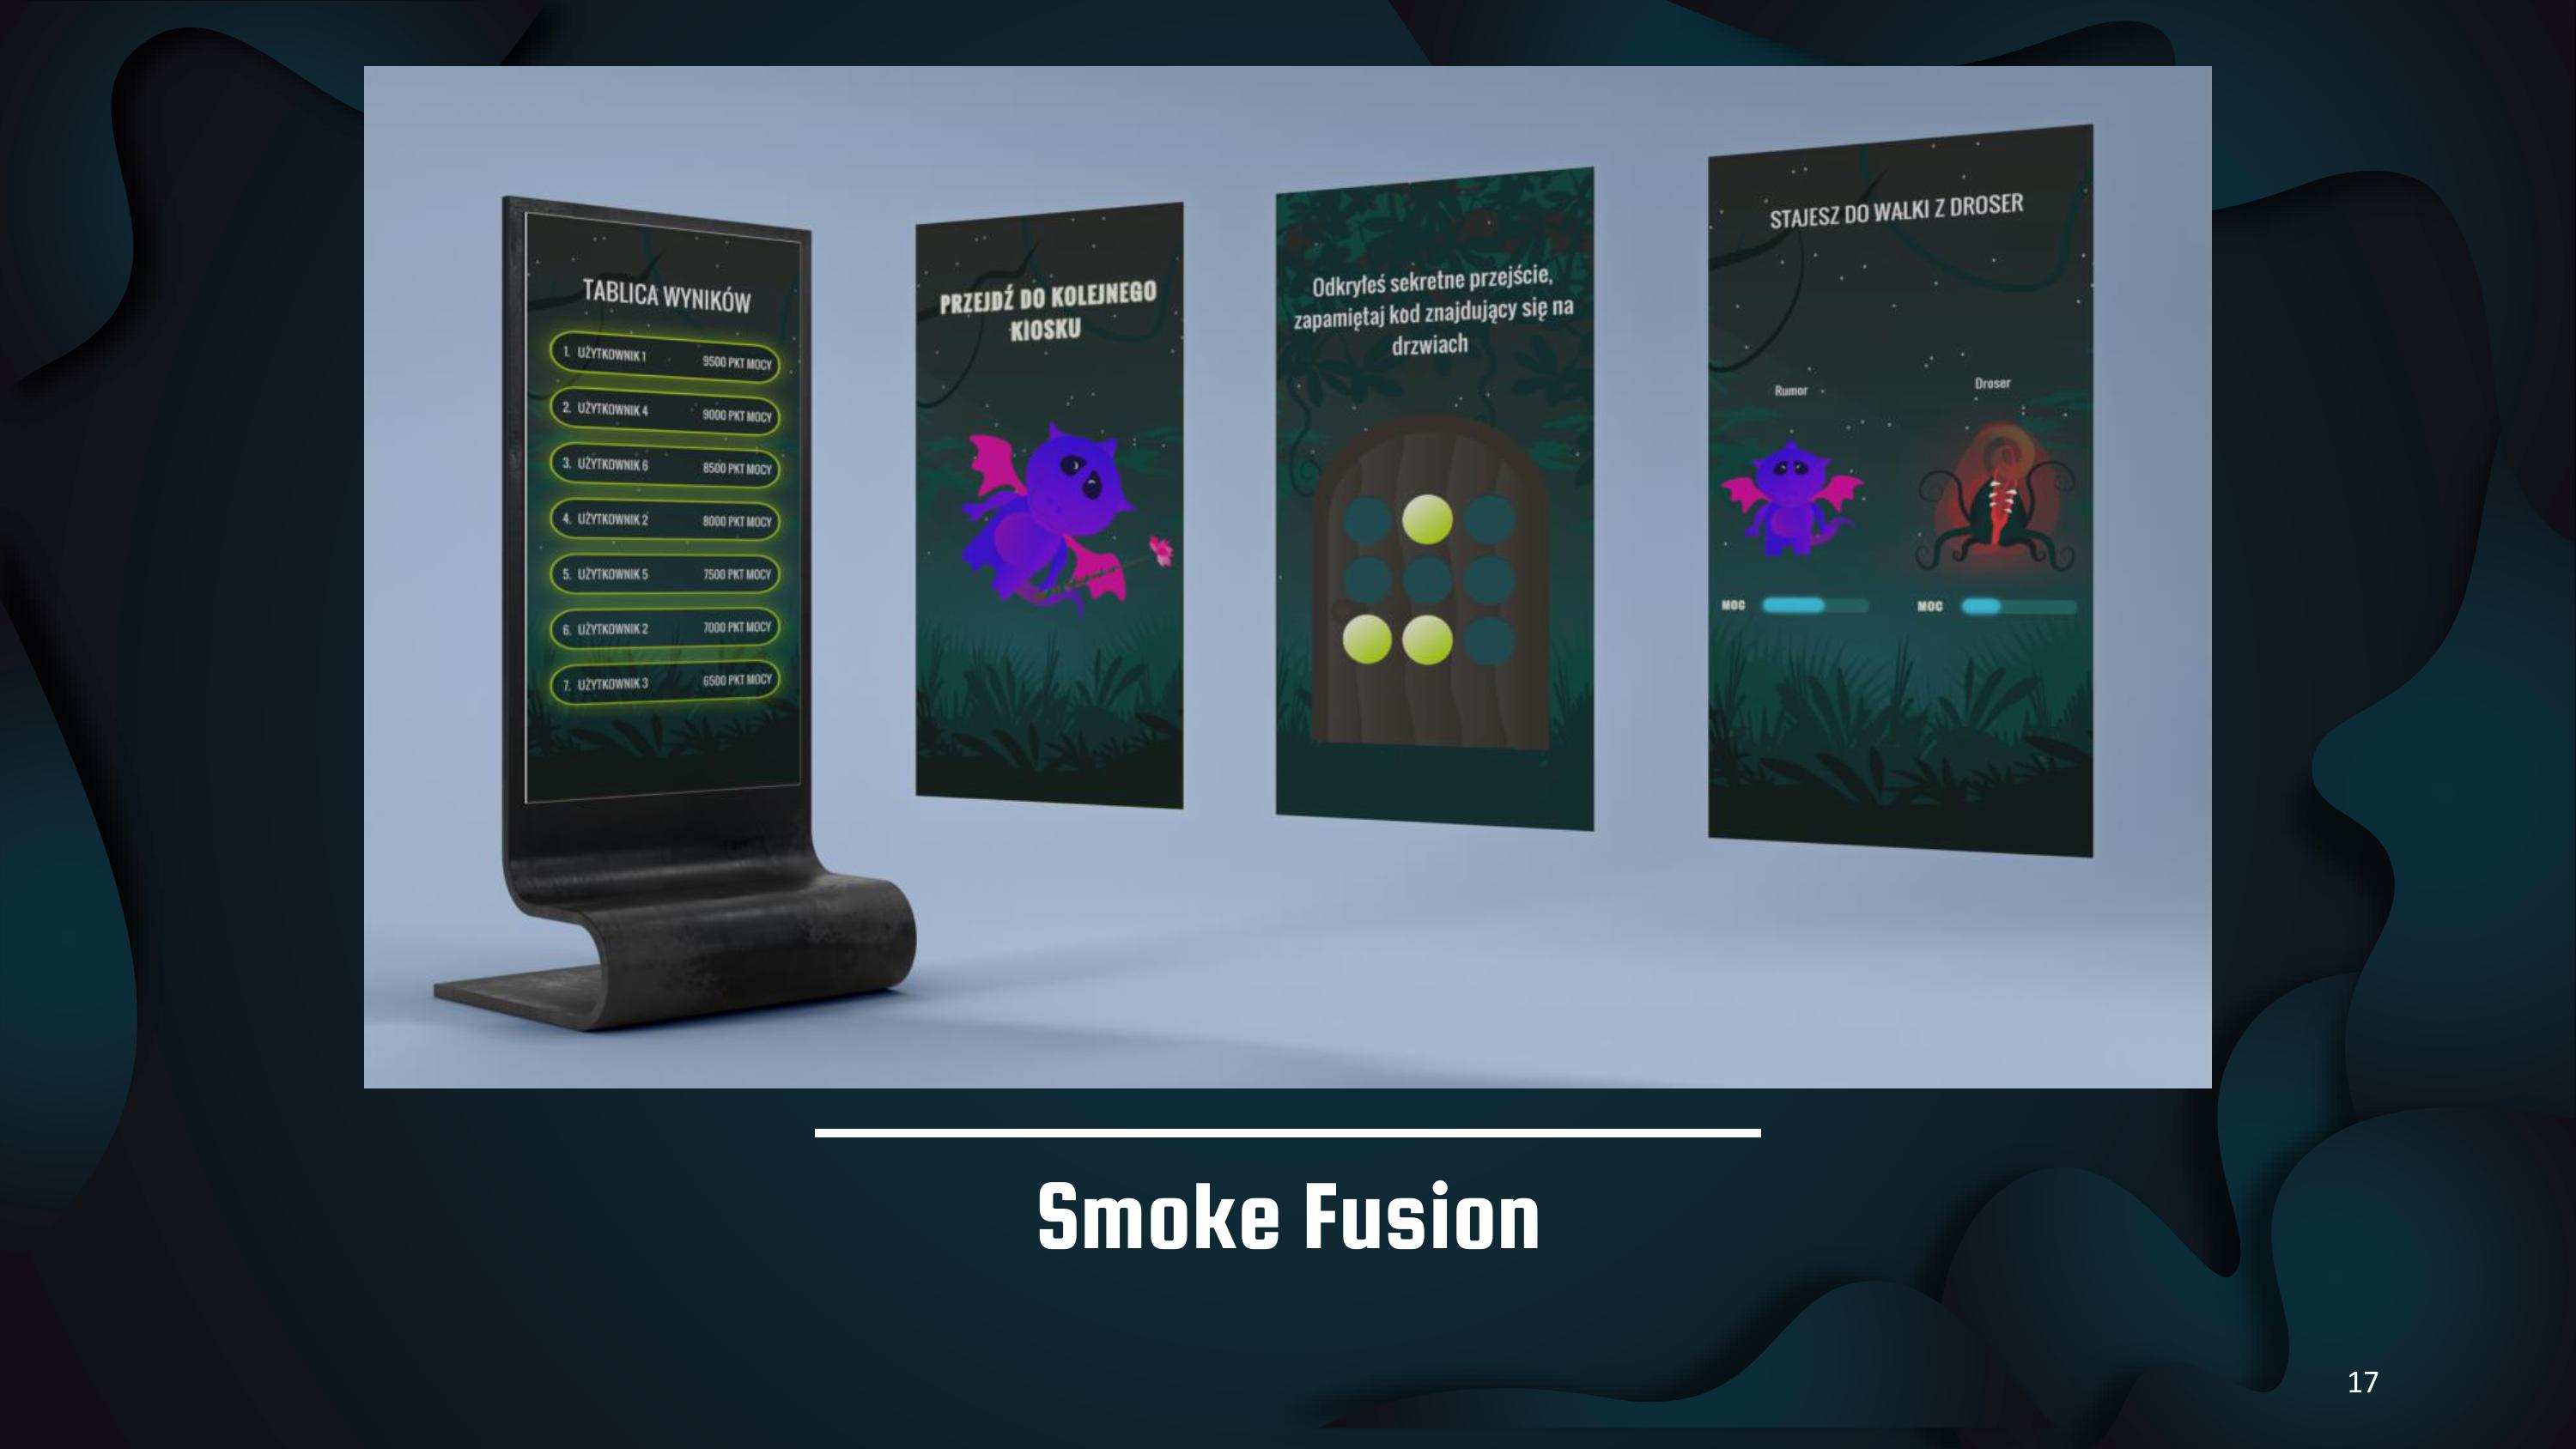 TABLICA WYNIKÓW
1. UŻYTKOWNIK 1 9500 PKT MOCY
2. UŻYTKOWNIK 4 9000 PKT MOCY
3. UŻYTKOWNIK 6 8500 PKT MOCY
4. UŻYTKOWNIK 2 8000 PKT MOCY
5. UŻYTKOWNIK 5 7500 PKT MOCY
6. UŻYTKOWNIK 2 7000 PKT MOCY
7. UŻYTKOWNIK 3 6500 PKT MOCY
PRZEJDŹ DO KOLEJNEGO
KIOSKU
Odkryłeś sekretne przejście,
zapamiętaj kod znajdujący się na
drzwiach
STAJESZ DO WALKI Z DROSER
Rumor Droser
MOC MOC
Smoke Fusion
17